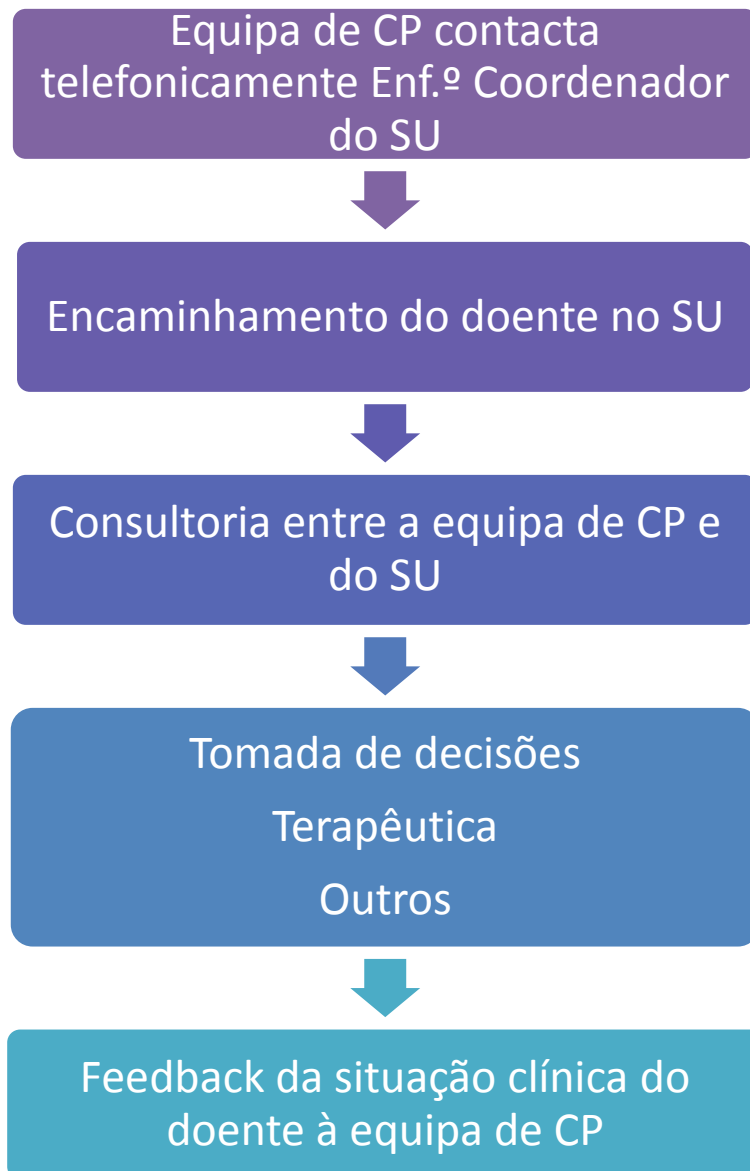 Equipa de CP contacta
telefonicamente Enf.º Coordenador
do SU
Encaminhamento do doente no SU
Consultoria entre a equipa de CP e
do SU
Tomada de decisões
Terapêutica
Outros
Feedback da situação clínica do
doente à equipa de CP